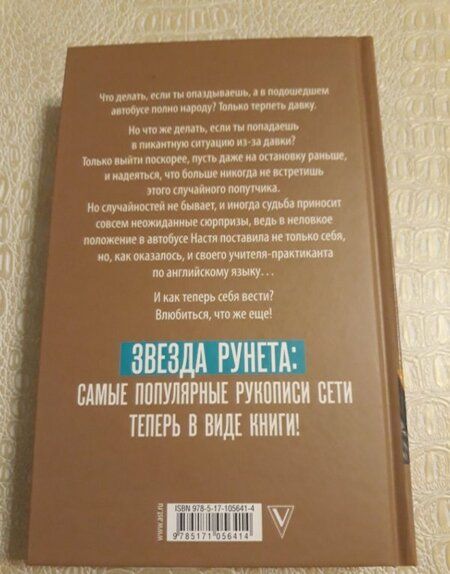 Что делать, если ты опаздываешь, а в подошедшем
автобусе полно народу? Только терпеть давку.
Но что же делать, если ты попадаешь
в пикантную ситуацию из-за давки?
Только выйти поскорее, пусть даже на остановку раньше,
и надеяться, что больше никогда не встретишь
этого случайного попутчика.
Но случайностей не бывает, и иногда судьба приносит
совсем неожиданные сюрпризы, ведь в неловкое
положение в автобусе Настя поставила не только себя,
но, как оказалось, и своего учителя-практиканта
по английскому языку…
И как теперь себя вести?
Влюбиться, что же еще!
ЗВЕЗДА РУНЕТА:
САМЫЕ ПОПУЛЯРНЫЕ РУКОПИСИ СЕТИ
ТЕПЕРЬ В ВИДЕ КНИГИ!
www.ast.ru
ISBN 978-5-17-105641-4
9 785171 056414